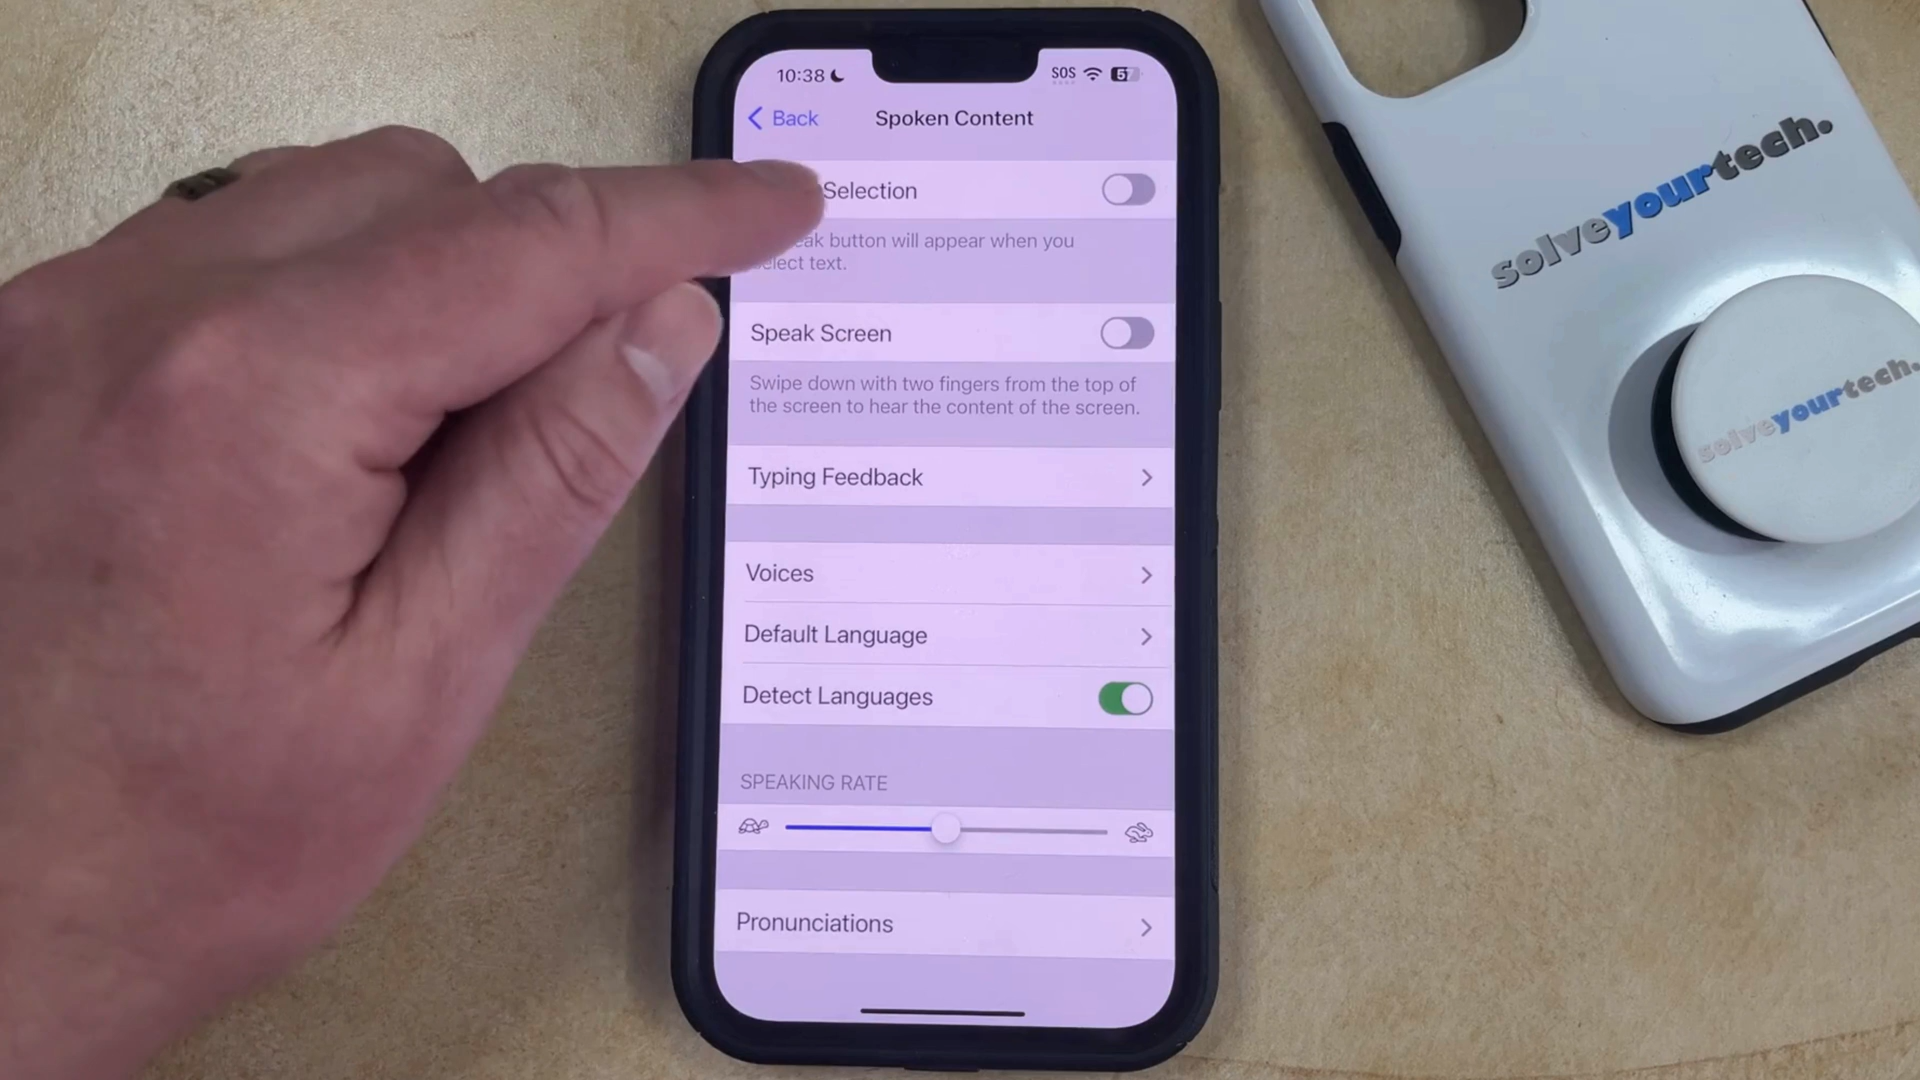 10:38 SOS 57
Back Spoken Content
Selection
button will appear when you
select text.
Speak Screen
Swipe down with two fingers from the top of
the screen to hear the content of the screen.
Typing Feedback
Voices
Default Language
Detect Languages
SPEAKING RATE
Pronunciations
solveyourtech.
solveyourtech.